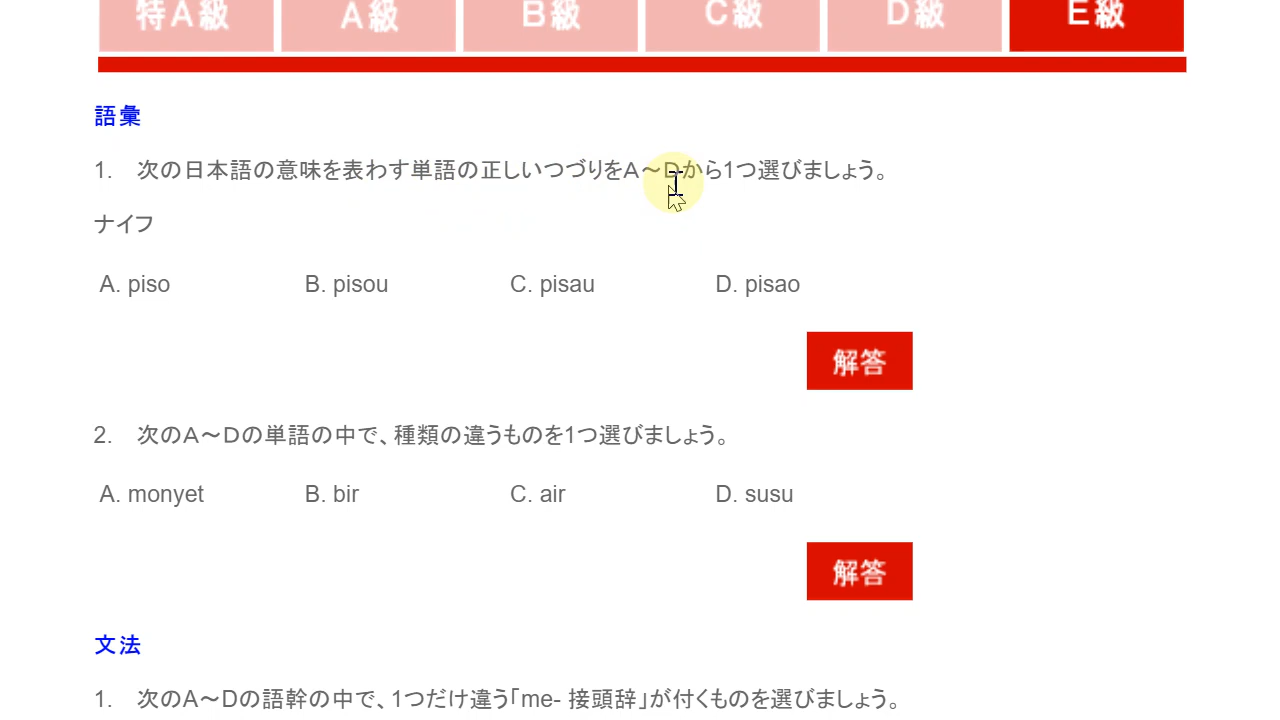 特A級 A級 B級 C級 D級 E級
語彙
1. 次の日本語の意味を表わす単語の正しいつづりをA～Dから1つ選びましょう。
ナイフ
A. piso B. pisou C. pisau D. pisao
解答
2. 次のA～Dの単語の中で、種類の違うものを1つ選びましょう。
A. monyet B. bir C. air D. susu
解答
文法
1. 次のA～Dの語幹の中で、1つだけ違う「me- 接頭辞」が付くものを選びましょう。